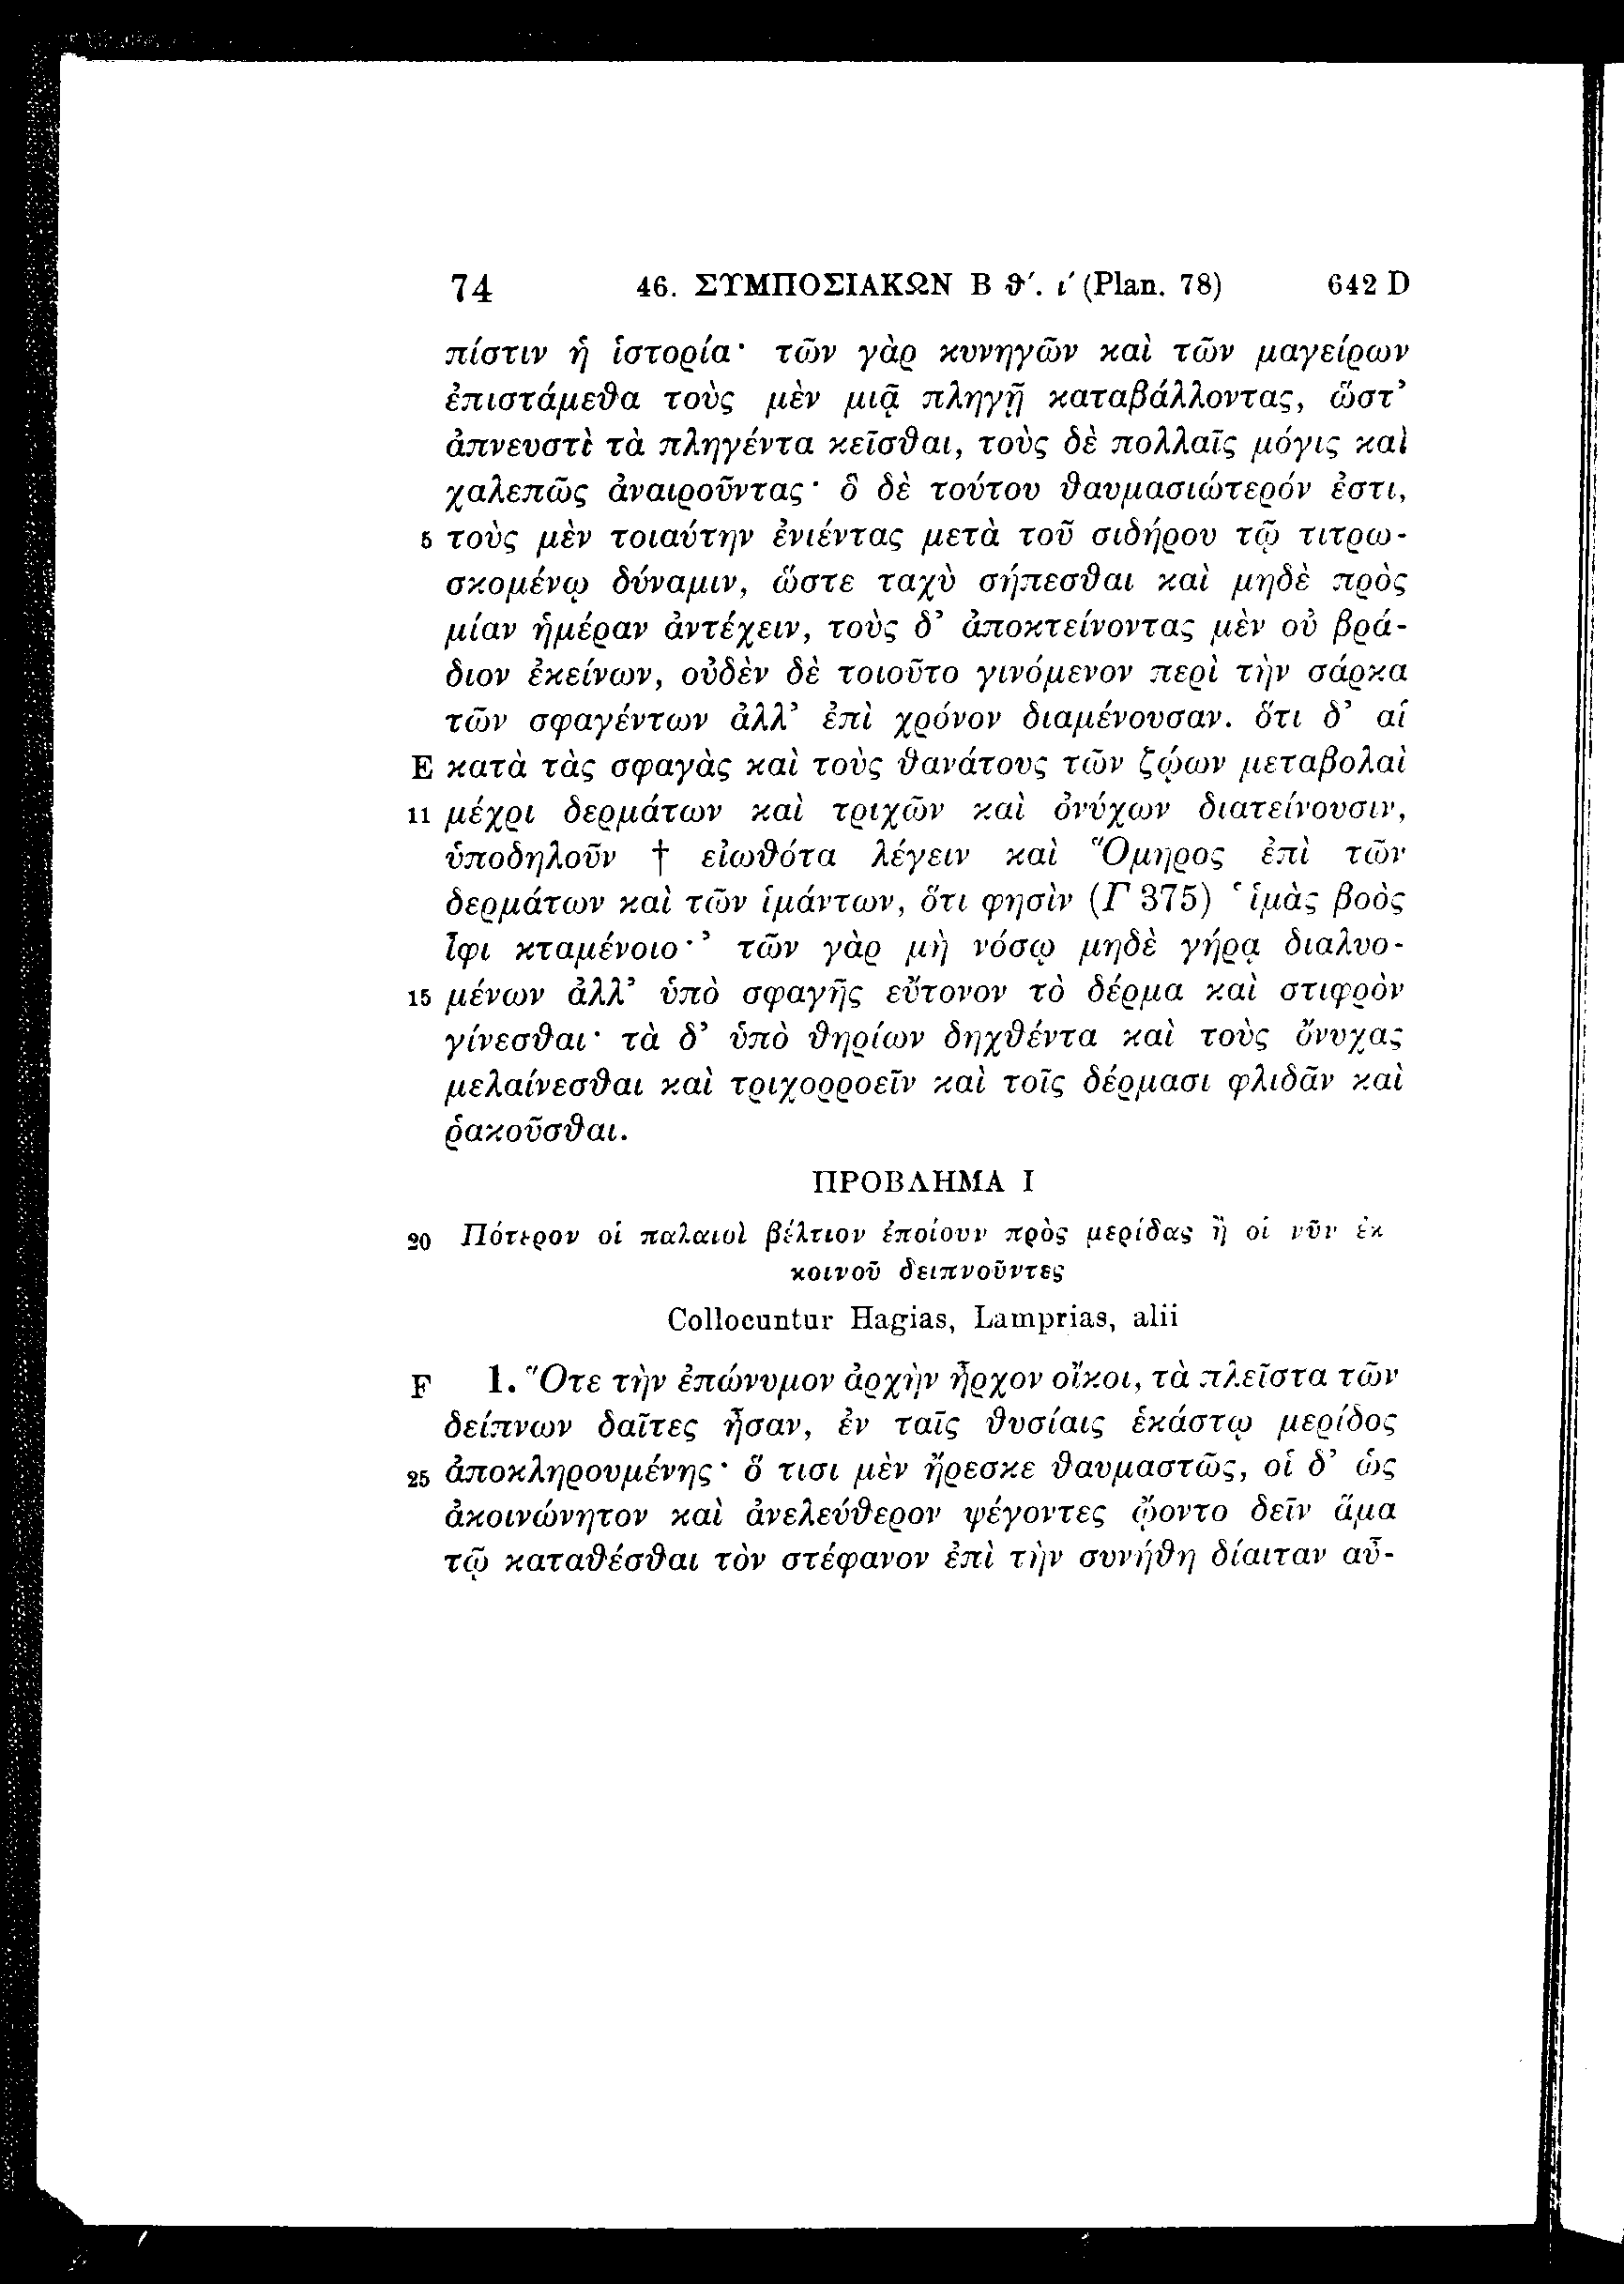 74 46. ΣΥΜΠΟΣΙΑΚΩΝ Β ϑ΄. ι΄ (Plan. 78) 642 D
πίστιν ἡ ἱστορία· τῶν γὰρ κυνηγῶν καὶ τῶν μαγείρων
ἐπιστάμεϑα τοὺς μὲν μιᾷ πληγῇ καταβάλλοντας, ὥστ’
ἀπνευστὶ τὰ πληγέντα κεῖσϑαι, τοὺς δὲ πολλαῖς μόγις καὶ
χαλεπῶς ἀναιροῦντας· ὃ δὲ τούτου ϑαυμασιώτερόν ἐστι,
5 τοὺς μὲν τοιαύτην ἐνιέντας μετὰ τοῦ σιδήρου τῷ τιτρω-
σκομένῳ δύναμιν, ὥστε ταχὺ σήπεσϑαι καὶ μηδὲ πρὸς
μίαν ἡμέραν ἀντέχειν, τοὺς δ’ ἀποκτείνοντας μὲν οὐ βρά-
διον ἐκείνων, οὐδὲν δὲ τοιοῦτο γινόμενον περὶ τὴν σάρκα
τῶν σφαγέντων ἀλλ’ ἐπὶ χρόνον διαμένουσαν. ὅτι δ’ αἱ
E κατὰ τὰς σφαγὰς καὶ τοὺς ϑανάτους τῶν ζῴων μεταβολαὶ
11 μέχρι δερμάτων καὶ τριχῶν καὶ ὀνύχων διατείνουσιν,
ὑποδηλοῦν † εἰωϑότα λέγειν καὶ Ὅμηρος ἐπὶ τῶν
δερμάτων καὶ τῶν ἱμάντων, ὅτι φησὶν (Γ 375) ‘ἱμὰς βοὸς
ἶφι κταμένοιο·’ τῶν γὰρ μὴ νόσῳ μηδὲ γήρᾳ διαλυο-
15 μένων ἀλλ’ ὑπὸ σφαγῆς εὔτονον τὸ δέρμα καὶ στιφρὸν
γίνεσϑαι· τὰ δ’ ὑπὸ ϑηρίων δηχϑέντα καὶ τοὺς ὄνυχας
μελαίνεσϑαι καὶ τριχορροεῖν καὶ τοῖς δέρμασι φλιδᾶν καὶ
ῥακοῦσϑαι.
ΠΡΟΒΛΗΜΑ Ι
20 Πότερον οἱ παλαιοὶ βέλτιον ἐποίουν πρὸς μερίδας ἢ οἱ νῦν ἐκ
κοινοῦ δειπνοῦντες
Collocuntur Hagias, Lamprias, alii
F 1. Ὅτε τὴν ἐπώνυμον ἀρχὴν ἦρχον οἴκοι, τὰ πλεῖστα τῶν
δείπνων δαῖτες ἦσαν, ἐν ταῖς ϑυσίαις ἑκάστῳ μερίδος
25 ἀποκληρουμένης· ὅ τισι μὲν ἤρεσκε ϑαυμαστῶς, οἱ δ’ ὡς
ἀκοινώνητον καὶ ἀνελεύϑερον ψέγοντες ᾤοντο δεῖν ἅμα
τῷ καταϑέσϑαι τὸν στέφανον ἐπὶ τὴν συνήϑη δίαιταν αὖ-